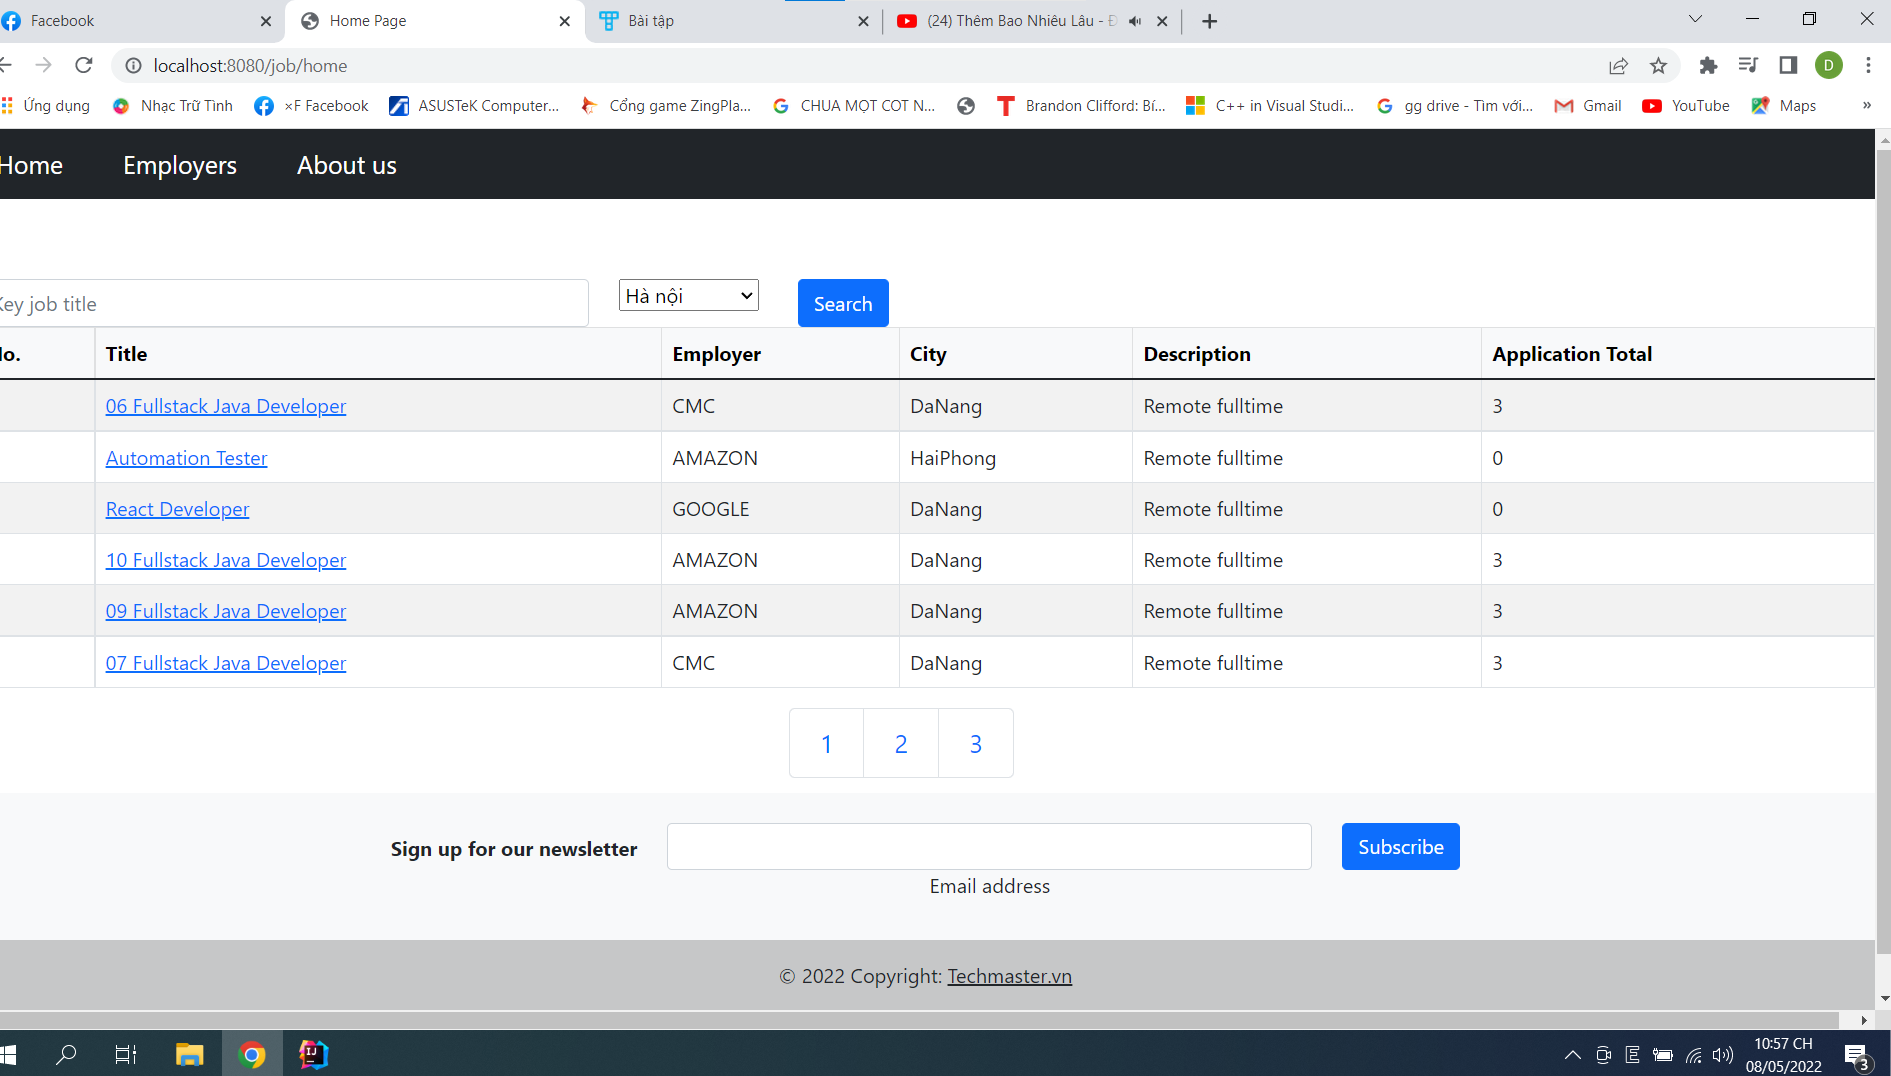 Facebook
Home Page
Bài tập
(24) Thêm Bao Nhiêu Lâu - Đ
localhost:8080/job/home
D
Ứng dụng
Nhạc Trữ Tình
×F Facebook
ASUSTeK Computer...
Cổng game ZingPla...
CHUA MỘT CỘT N...
Brandon Clifford: Bí...
C++ in Visual Studi...
gg drive - Tìm với...
Gmail
YouTube
Maps
»
Home Employers About us
Key job title
Hà nội
Search
No. Title Employer City Description Application Total
06 Fullstack Java Developer CMC DaNang Remote fulltime 3
Automation Tester AMAZON HaiPhong Remote fulltime 0
React Developer GOOGLE DaNang Remote fulltime 0
10 Fullstack Java Developer AMAZON DaNang Remote fulltime 3
09 Fullstack Java Developer AMAZON DaNang Remote fulltime 3
07 Fullstack Java Developer CMC DaNang Remote fulltime 3
1 2 3
Sign up for our newsletter
Subscribe
Email address
© 2022 Copyright: Techmaster.vn
10:57 CH
08/05/2022
3